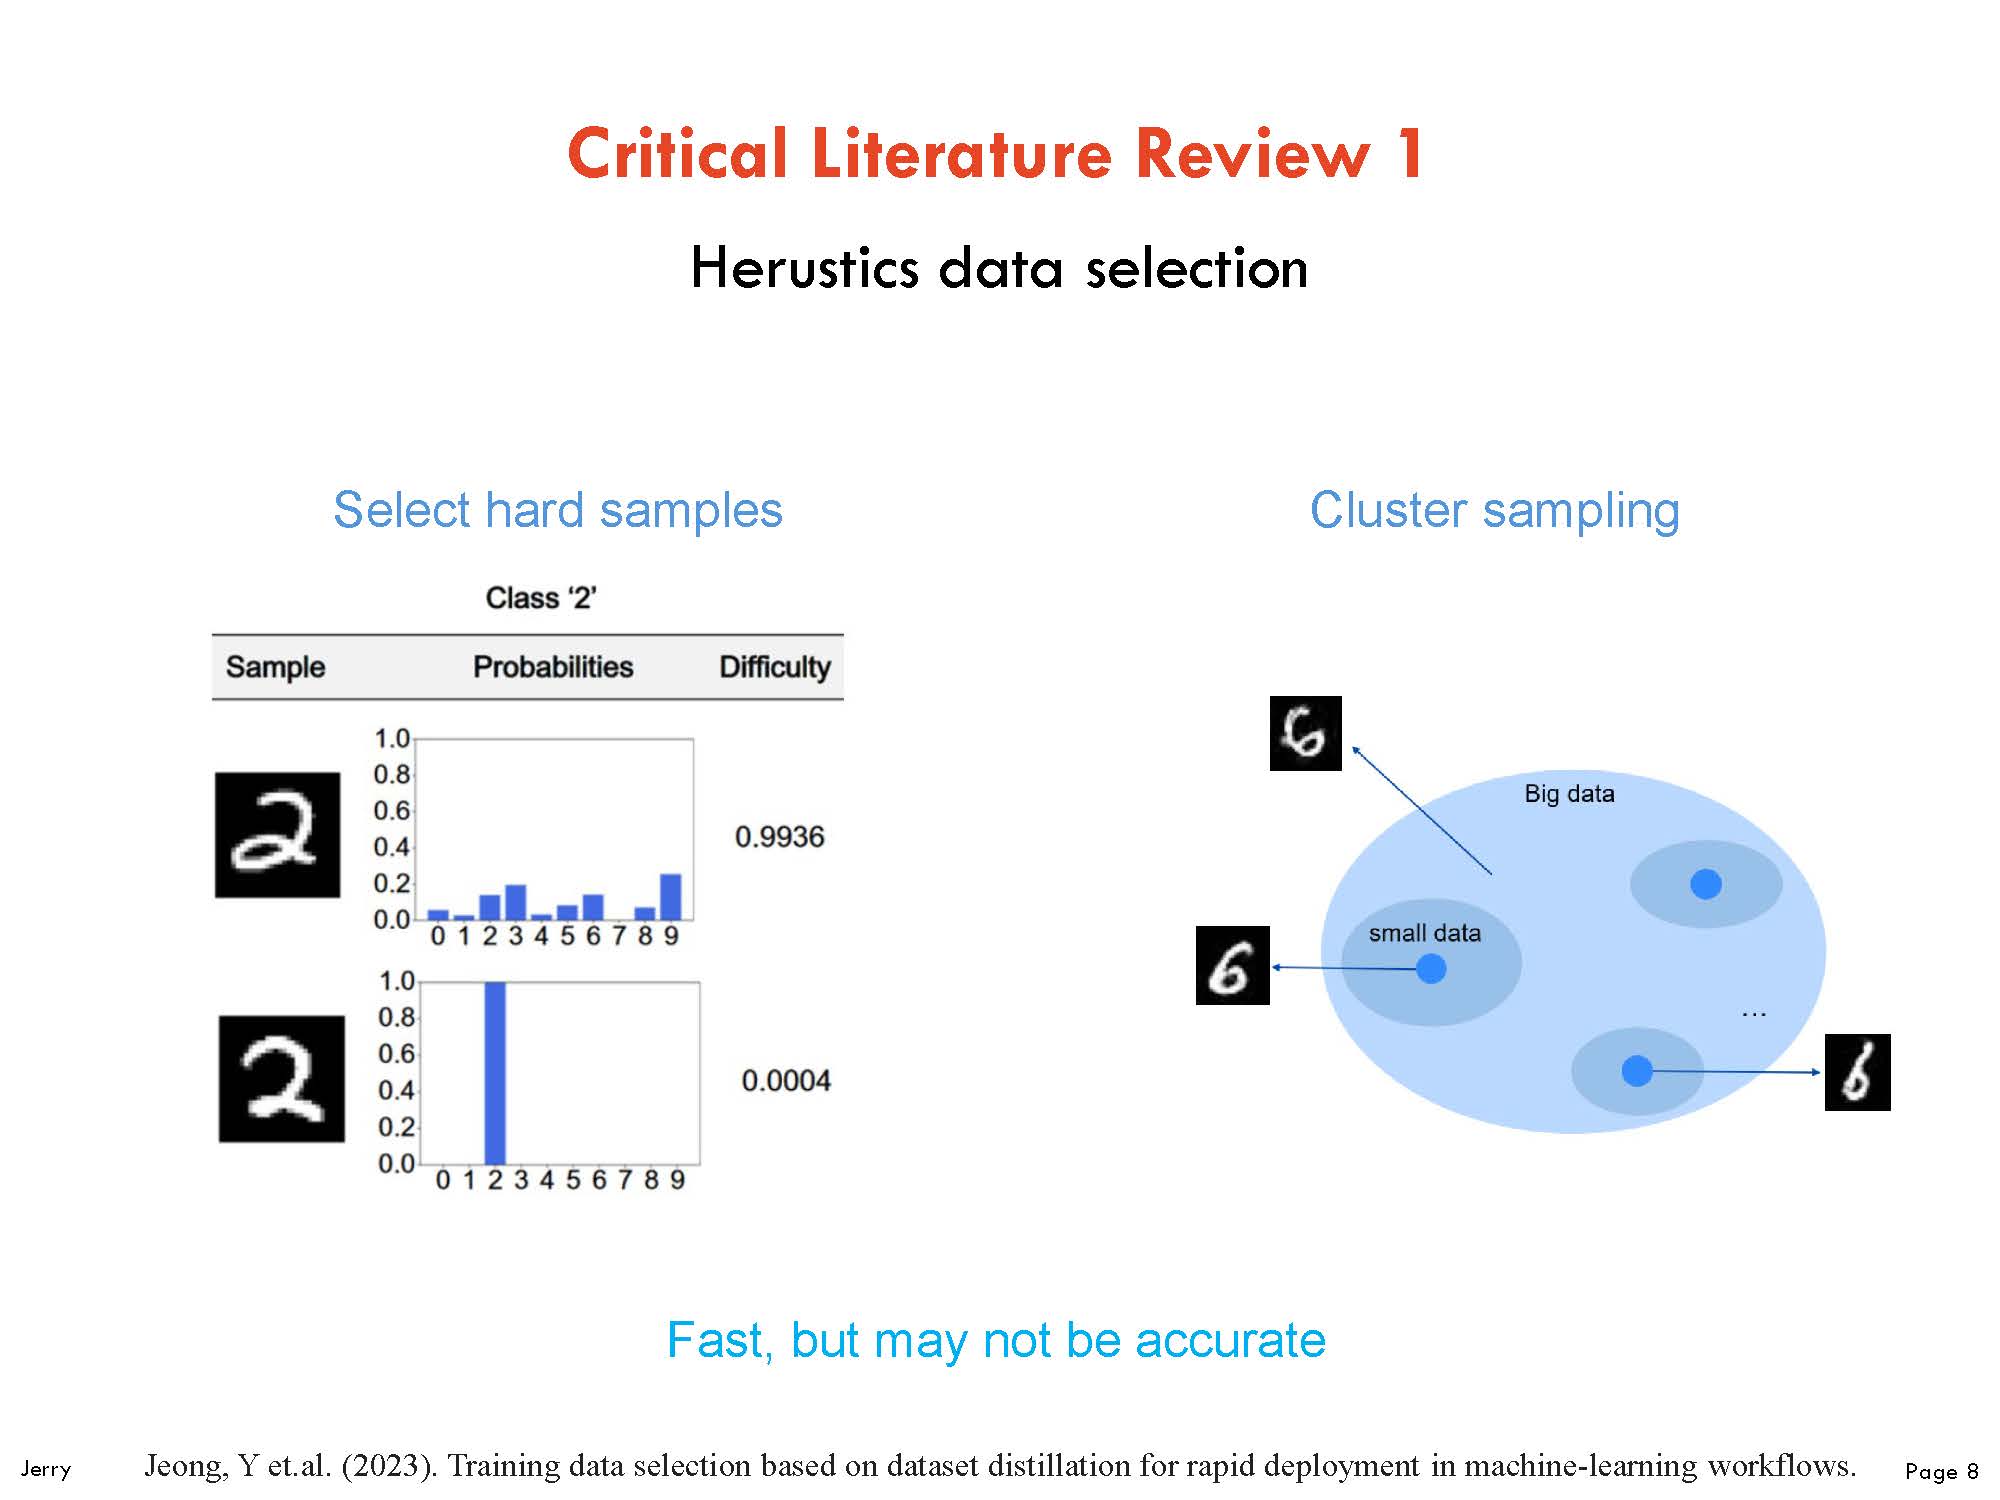 Critical Literature Review 1
Herustics data selection
Select hard samples
Class ‘2’
Sample Probabilities Difficulty
1.0
0.8
0.6
0.4
0.2
0.0
0 1 2 3 4 5 6 7 8 9
0.9936
1.0
0.8
0.6
0.4
0.2
0.0
0 1 2 3 4 5 6 7 8 9
0.0004
2
2
Cluster sampling
Big data
small data
...
6
6
6
Fast, but may not be accurate
Jerry
Jeong, Y et.al. (2023). Training data selection based on dataset distillation for rapid deployment in machine-learning workflows.
Page 8